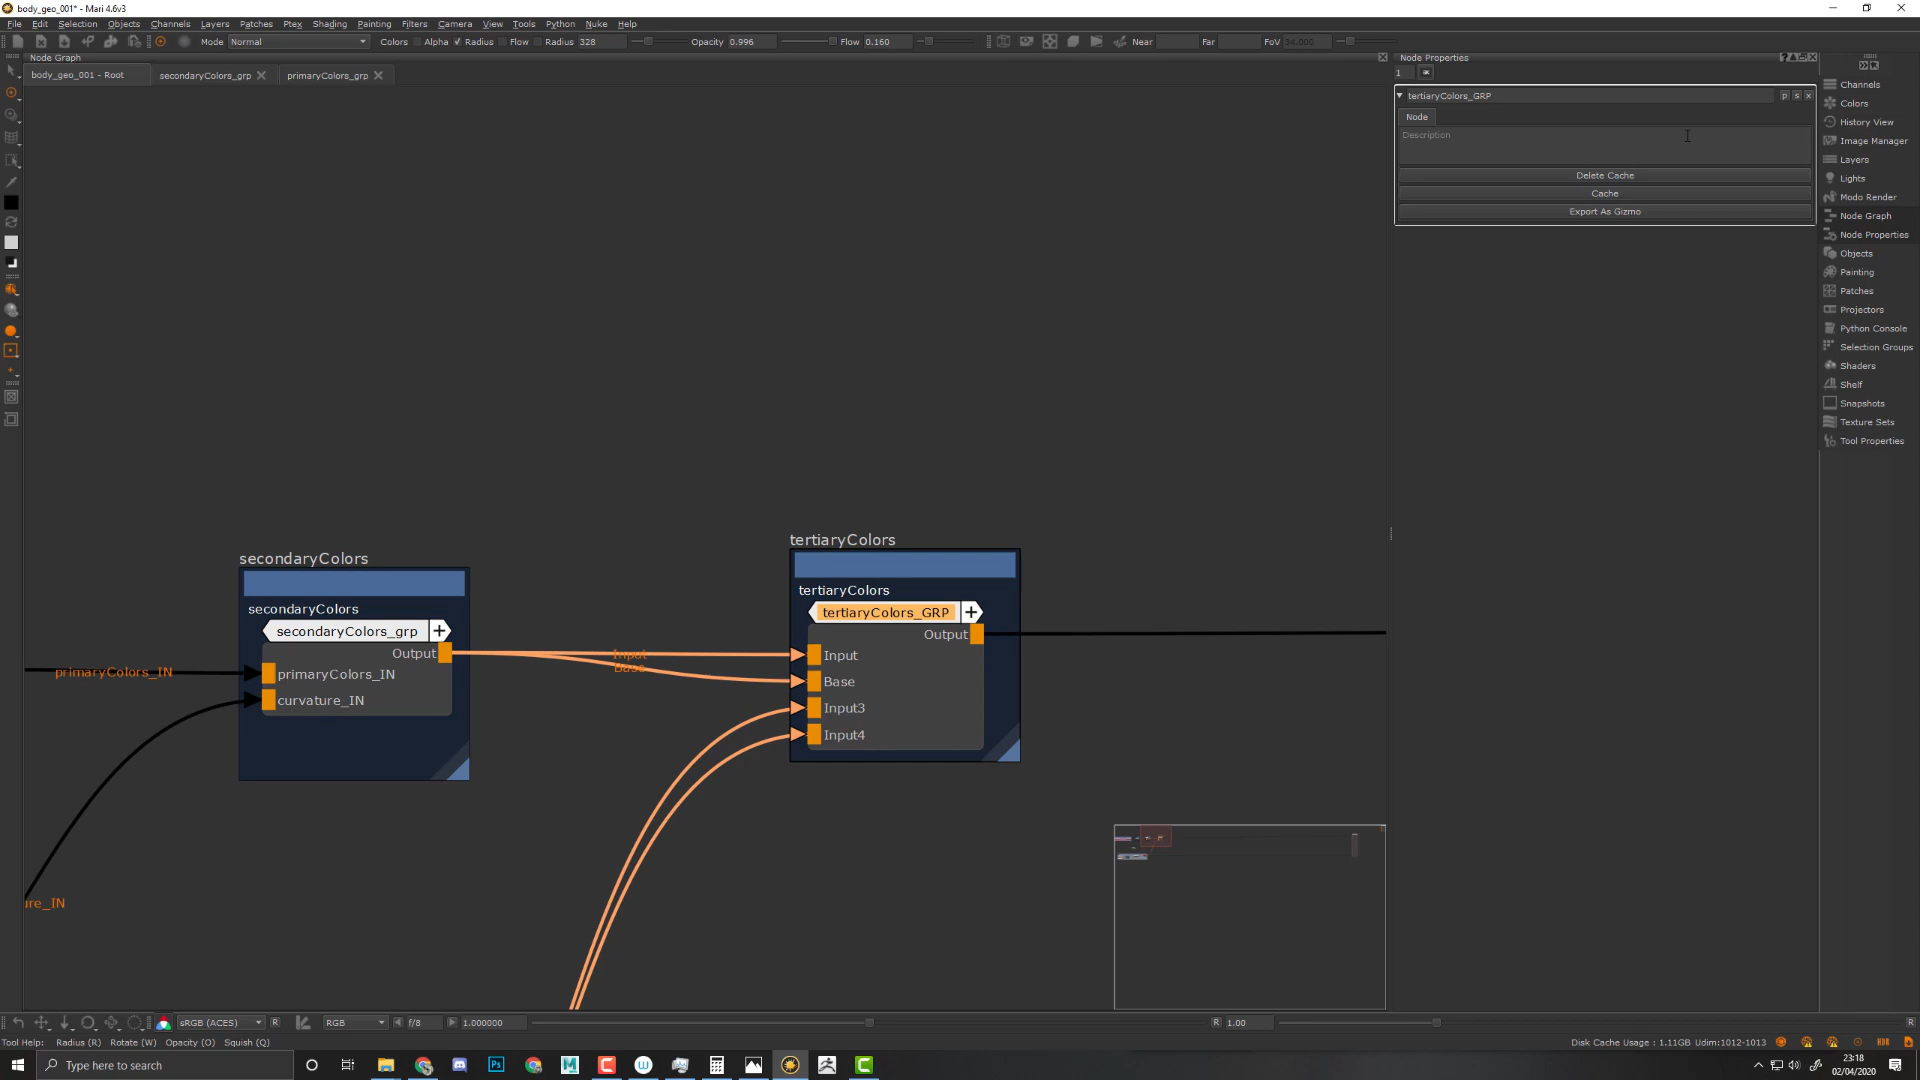 body_geo_001* - Mari 4.6v3
File Edit Selection Objects Channels Layers Patches Ptex Shading Painting Filters Camera View Tools Python Nuke Help
Mode Normal Colors Alpha Radius Flow Radius 328 Opacity 0.996 Flow 0.160 Near Far FoV 34.000
Node Graph
Node Properties
body_geo_001 - Root secondaryColors_grp primaryColors_grp
1
tertiaryColors_GRP p s x
Node
Description
Delete Cache
Cache
Export As Gizmo
Channels
Colors
History View
Image Manager
Layers
Lights
Modo Render
Node Graph
Node Properties
Objects
Painting
Patches
Projectors
Python Console
Selection Groups
Shaders
Shelf
Snapshots
Texture Sets
Tool Properties
secondaryColors
secondaryColors
secondaryColors_grp +
Output
primaryColors_IN
curvature_IN
primaryColors_IN
ure_IN
Input
Base
tertiaryColors
tertiaryColors
tertiaryColors_GRP +
Output
Input
Base
Input3
Input4
sRGB (ACES) R RGB f/8 1.000000 R 1.00 R
Tool Help: Radius (R) Rotate (W) Opacity (O) Squish (Q)
Disk Cache Usage : 1.11GB Udim:1012-1013
Type here to search
23:18
02/04/2020